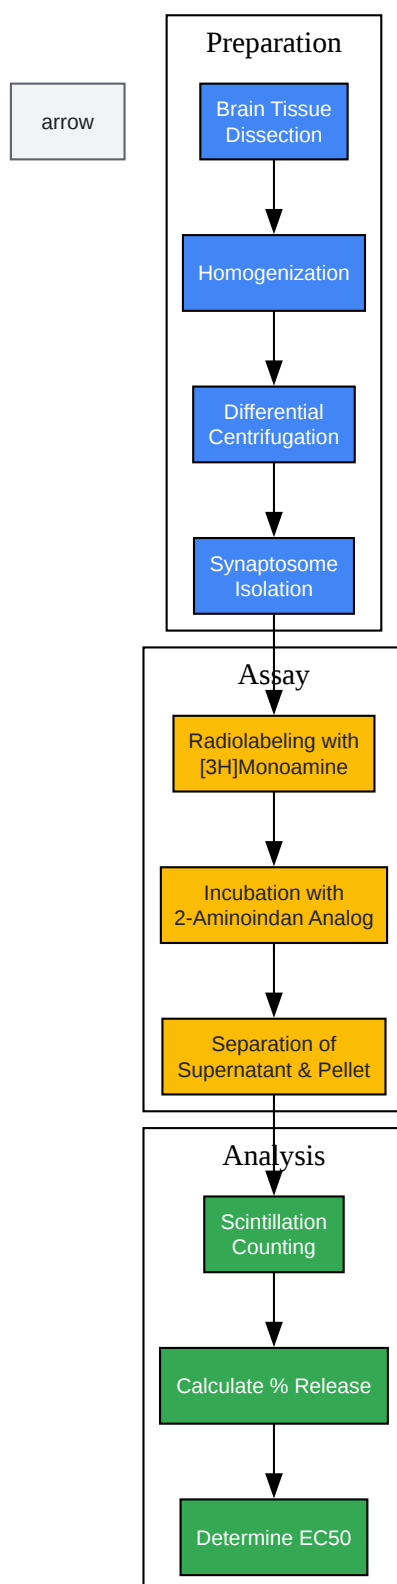 Preparation
arrow
Brain Tissue
Dissection
Homogenization
Differential
Centrifugation
Synaptosome
Isolation
Assay
Radiolabeling with
[3H]Monoamine
Incubation with
2-Aminoindan Analog
Separation of
Supernatant & Pellet
Analysis
Scintillation
Counting
Calculate % Release
Determine EC50